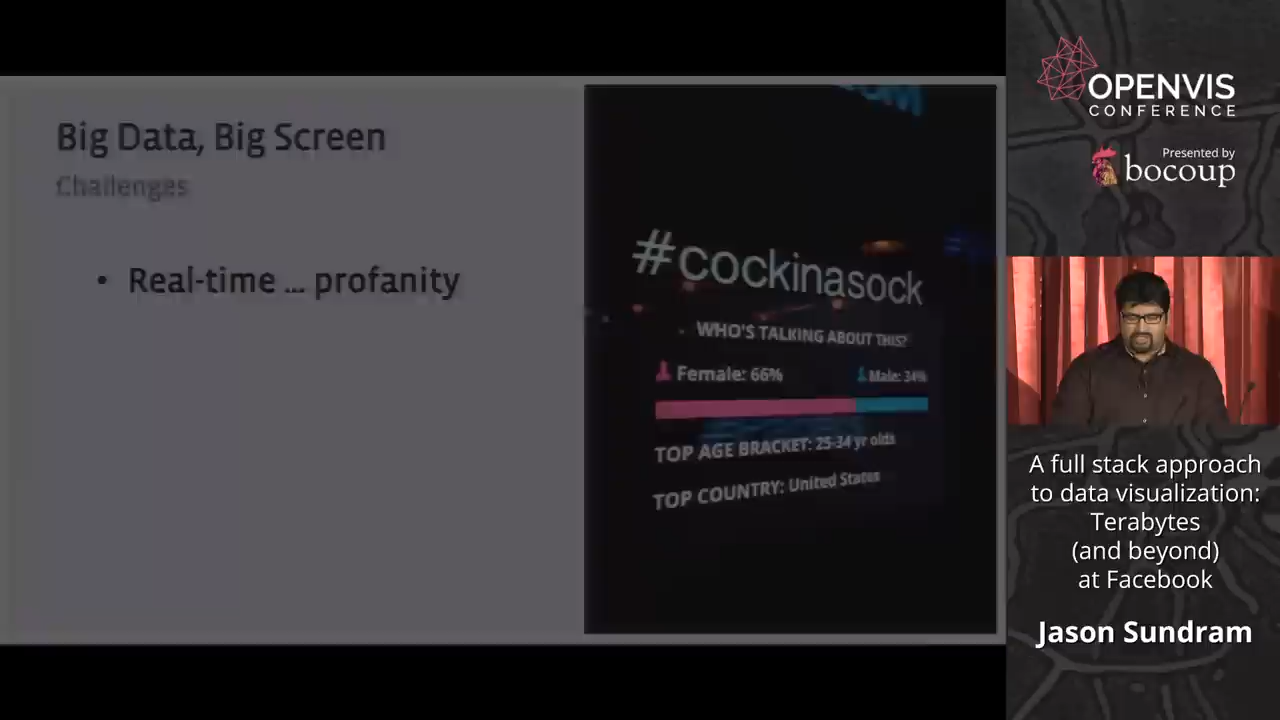 Big Data, Big Screen
Challenges
• Real-time ... profanity
#cockinasock
WHO'S TALKING ABOUT THIS?
Female: 66% Male: 34%
TOP AGE BRACKET: 25-34 yr olds
TOP COUNTRY: United States
OPENVIS
CONFERENCE
Presented by
bocoup
A full stack approach
to data visualization:
Terabytes
(and beyond)
at Facebook
Jason Sundram